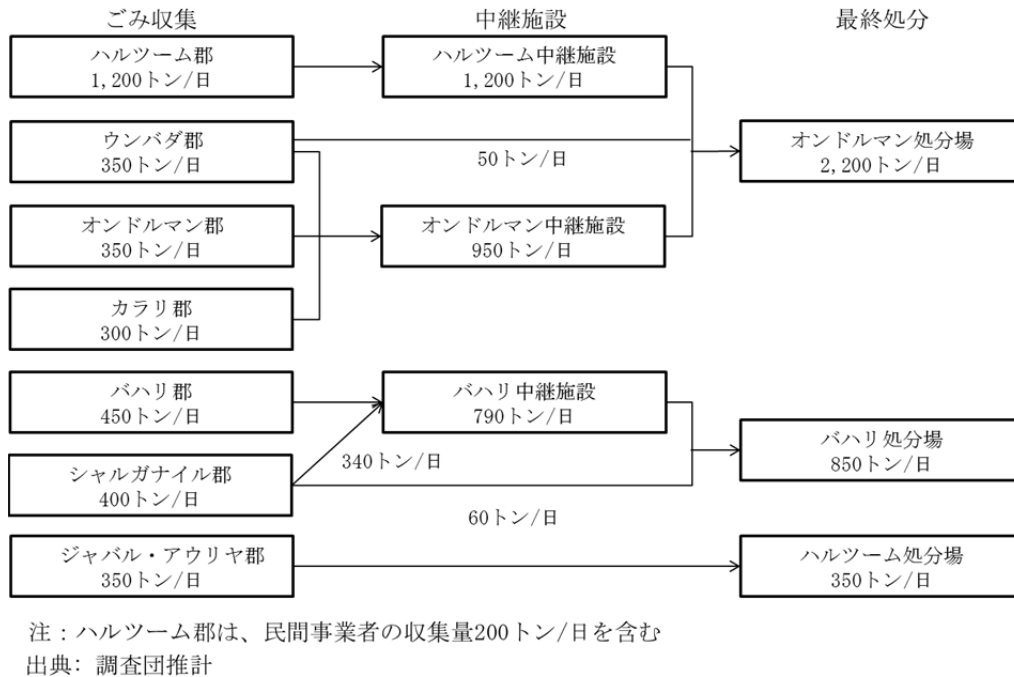 ごみ収集
中継施設
最終処分
ハルツーム郡
1,200トン/日
ハルツーム中継施設
1,200トン/日
ウンバダ郡
350トン/日
50トン/日
オンドルマン処分場
2,200トン/日
オンドルマン郡
350トン/日
オンドルマン中継施設
950トン/日
カラリ郡
300トン/日
バハリ郡
450トン/日
バハリ中継施設
790トン/日
バハリ処分場
850トン/日
シャルガナイル郡
400トン/日
340トン/日
60トン/日
ジャバル・アウリヤ郡
350トン/日
ハルツーム処分場
350トン/日
注：ハルツーム郡は、民間事業者の収集量200トン/日を含む
出典: 調査団推計